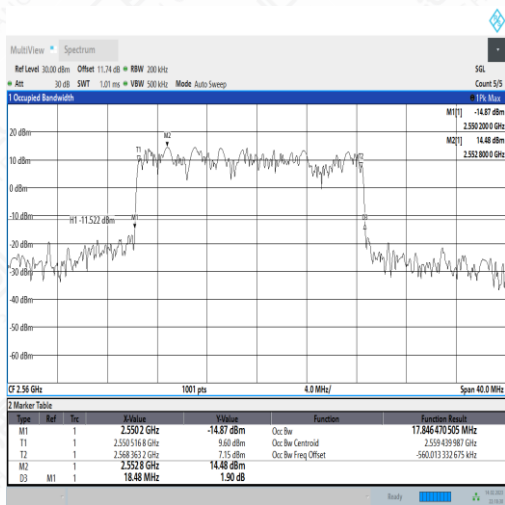 MultiView Spectrum
Ref Level 30.00 dBm Offset 11.74 dB RBW 200 kHz SGL
Att 30 dB SWT 1.01 ms VBW 500 kHz Mode Auto Sweep Count 5/5
1 Occupied Bandwidth 1Pk Max
M1[1] -14.87 dBm
2.550 200 0 GHz
M2[1] 14.48 dBm
2.552 800 0 GHz
M2
20 dBm
T1 T2
10 dBm
0 dBm
-10 dBm
H1 -11.522 dBm M1 D3
-20 dBm
-30 dBm
-40 dBm
-50 dBm
-60 dBm
CF 2.56 GHz 1001 pts 4.0 MHz/ Span 40.0 MHz
2 Marker Table
Type Ref Trc X-Value Y-Value Function Function Result
M1 1 2.550 2 GHz -14.87 dBm Occ Bw 17.846 470 505 MHz
T1 1 2.550 516 8 GHz 9.60 dBm Occ Bw Centroid 2.559 439 987 GHz
T2 1 2.568 363 2 GHz 7.15 dBm Occ Bw Freq Offset -560.013 332 675 kHz
M2 1 2.552 8 GHz 14.48 dBm
D3 M1 1 18.48 MHz 1.90 dB
Ready